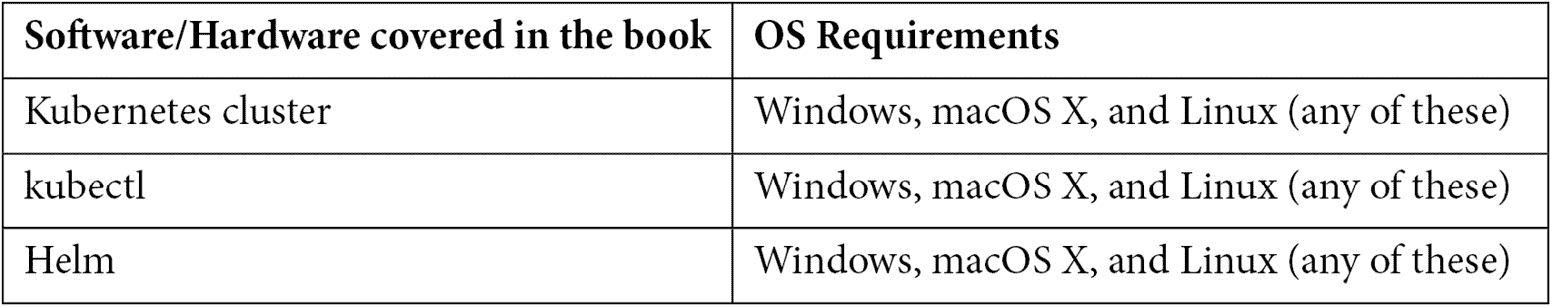 Software/Hardware covered in the book OS Requirements
Kubernetes cluster Windows, macOS X, and Linux (any of these)
kubectl Windows, macOS X, and Linux (any of these)
Helm Windows, macOS X, and Linux (any of these)